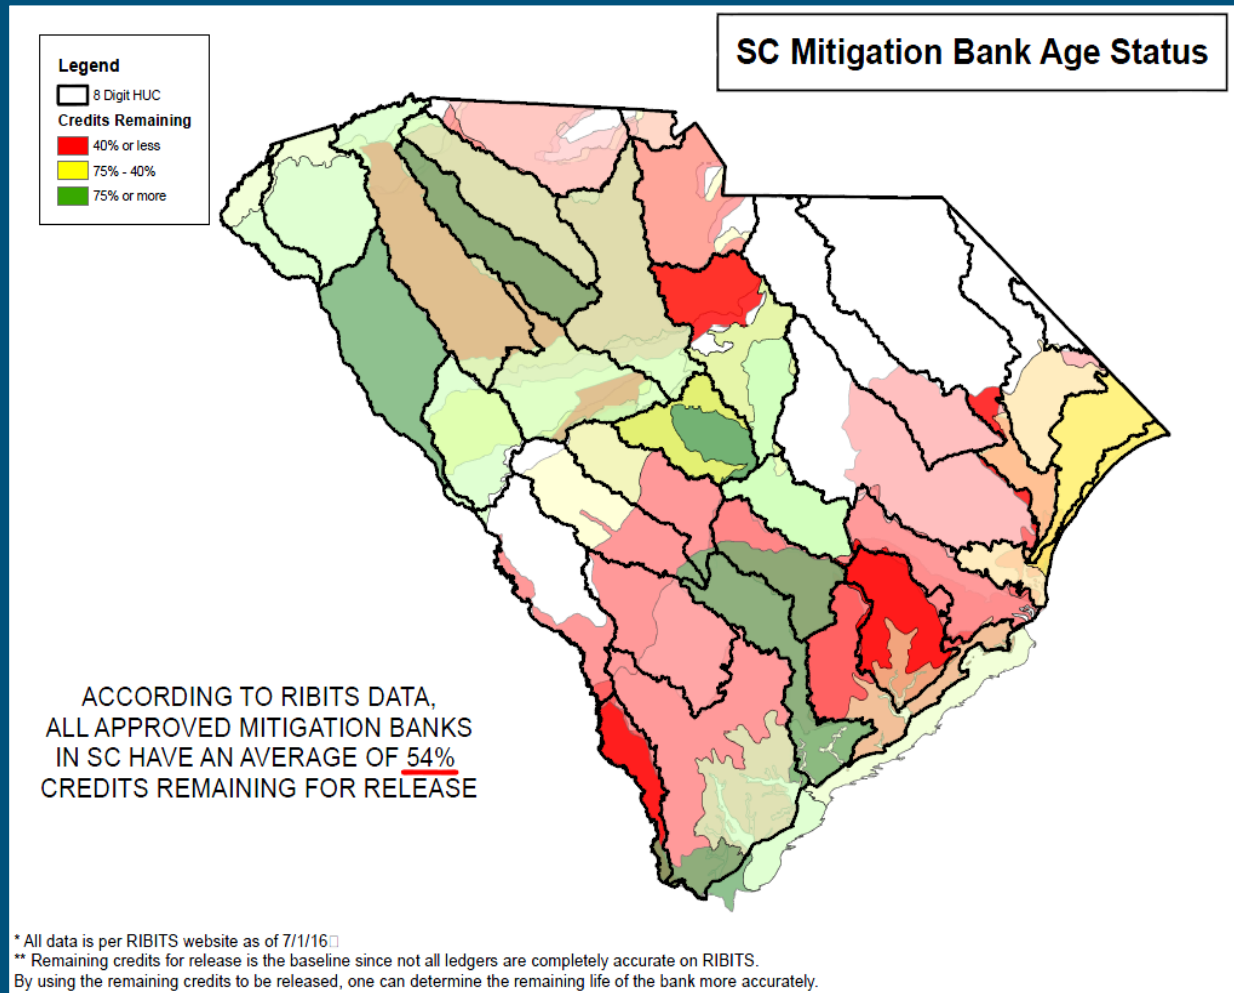 SC Mitigation Bank Age Status
Legend
8 Digit HUC
Credits Remaining
40% or less
75% - 40%
75% or more
ACCORDING TO RIBITS DATA,
ALL APPROVED MITIGATION BANKS
IN SC HAVE AN AVERAGE OF 54%
CREDITS REMAINING FOR RELEASE
* All data is per RIBITS website as of 7/1/16□
** Remaining credits for release is the baseline since not all ledgers are completely accurate on RIBITS.
By using the remaining credits to be released, one can determine the remaining life of the bank more accurately.